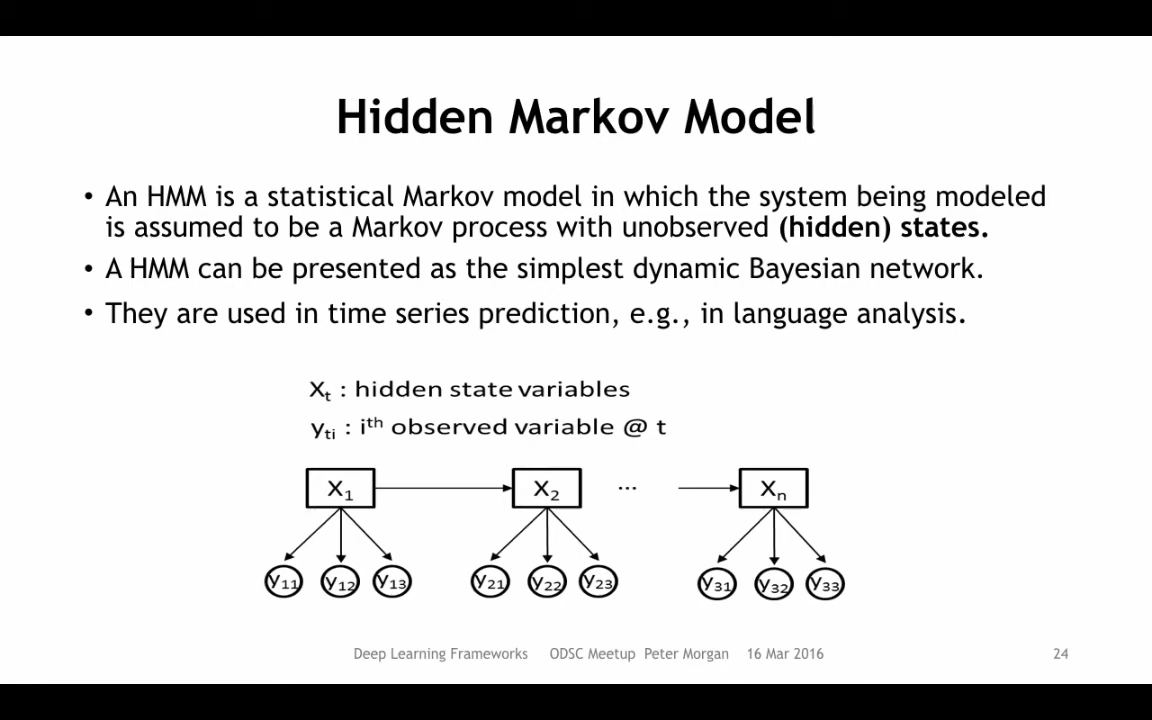 Hidden Markov Model
• An HMM is a statistical Markov model in which the system being modeled
is assumed to be a Markov process with unobserved (hidden) states.
• A HMM can be presented as the simplest dynamic Bayesian network.
• They are used in time series prediction, e.g., in language analysis.
Xt : hidden state variables
yti : ith observed variable @ t
X1 X2 ... Xn
y11 y12 y13 y21 y22 y23 y31 y32 y33
Deep Learning Frameworks ODSC Meetup Peter Morgan 16 Mar 2016 24